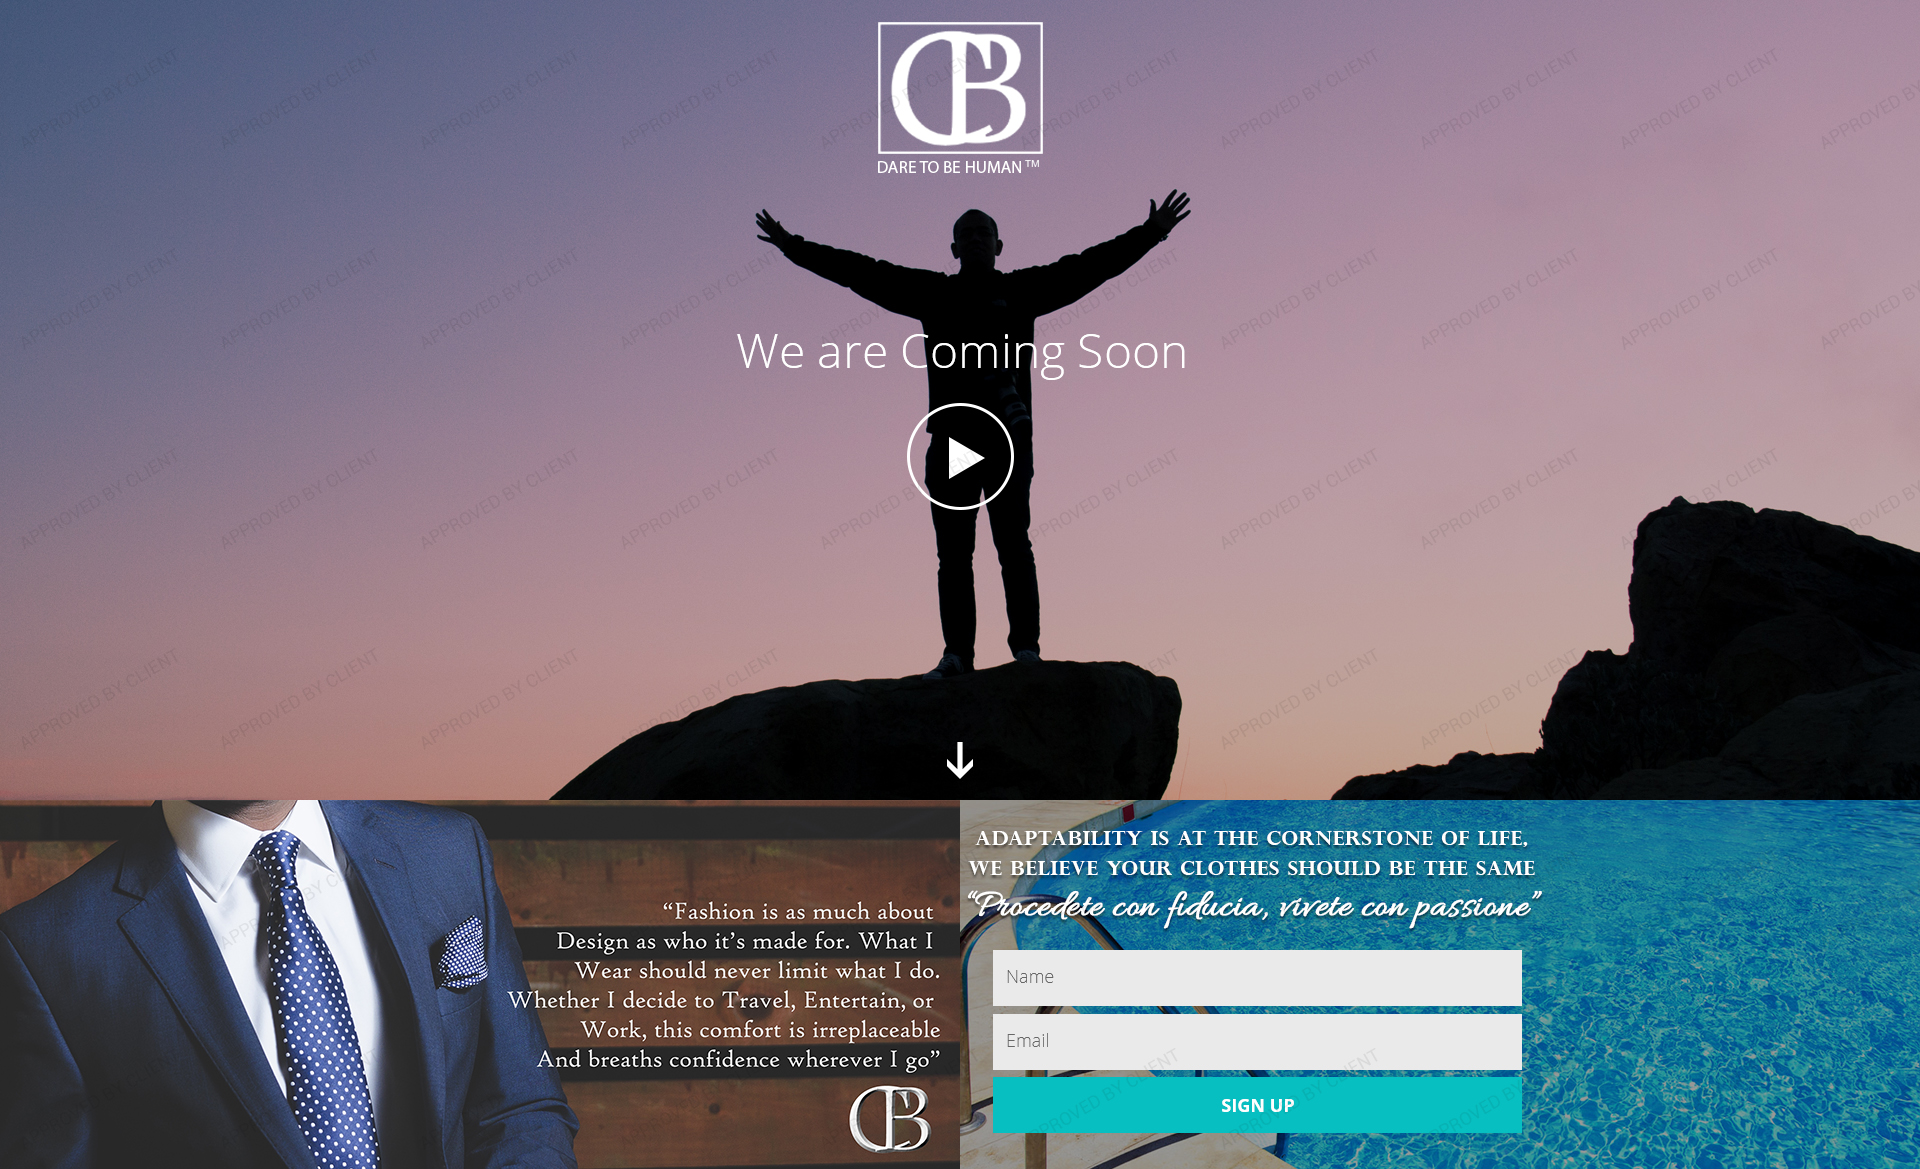 CB
DARE TO BE HUMAN ™
We are Coming Soon
“Fashion is as much about
Design as who it’s made for. What I
Wear should never limit what I do.
Whether I decide to Travel, Entertain, or
Work, this comfort is irreplaceable
And breaths confidence wherever I go”
CB
ADAPTABILITY IS AT THE CORNERSTONE OF LIFE,
WE BELIEVE YOUR CLOTHES SHOULD BE THE SAME
“Procedete con fiducia, vivete con passione”
Name
Email
SIGN UP
APPROVED BY CLIENT